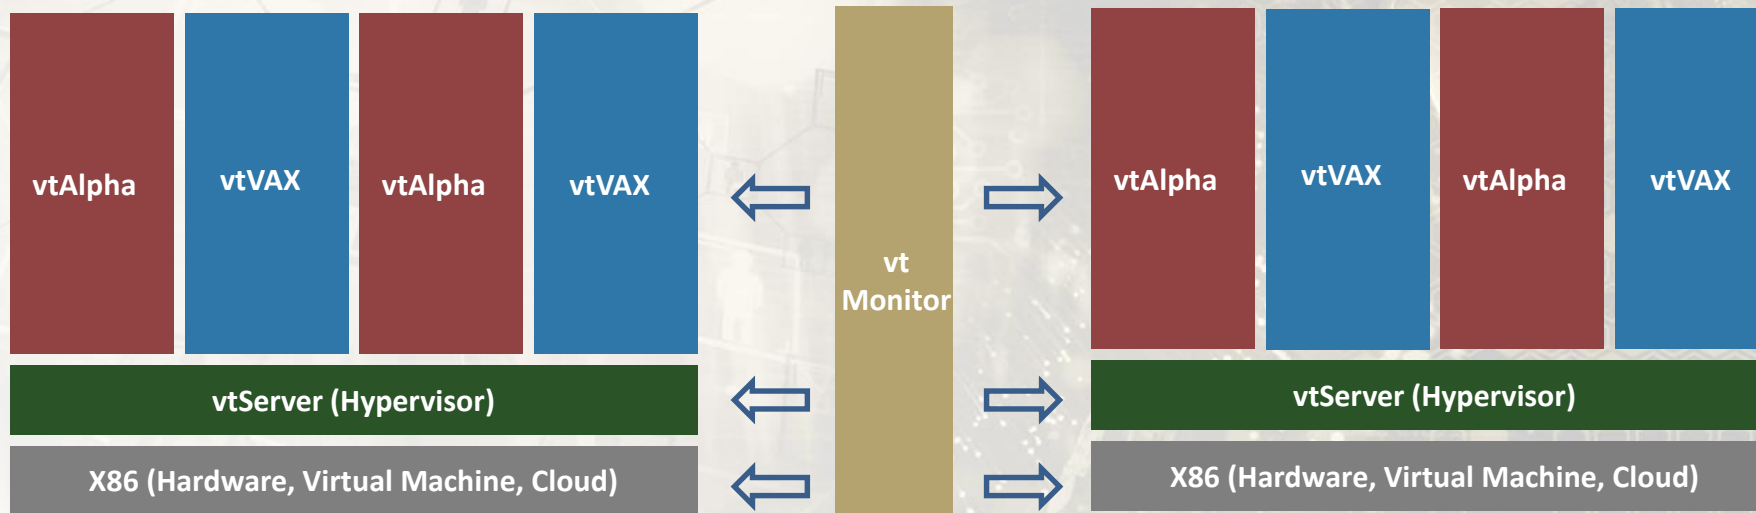 vtAlpha
vtVAX
vtAlpha
vtVAX
vtServer (Hypervisor)
X86 (Hardware, Virtual Machine, Cloud)
vt
Monitor
vtAlpha
vtVAX
vtAlpha
vtVAX
vtServer (Hypervisor)
X86 (Hardware, Virtual Machine, Cloud)